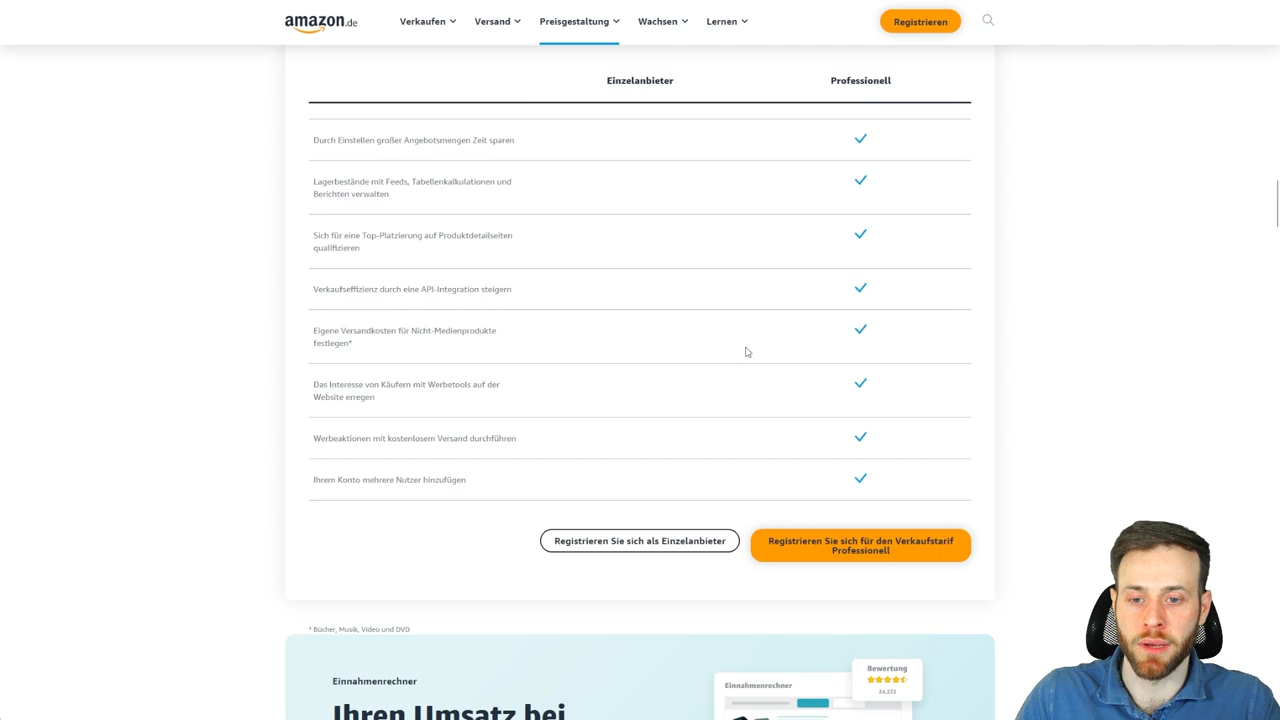 amazon.de
Verkaufen
Versand
Preisgestaltung
Wachsen
Lernen
Registrieren
Einzelanbieter
Professionell
Durch Einstellen großer Angebotsmengen Zeit sparen
Lagerbestände mit Feeds, Tabellenkalkulationen und
Berichten verwalten
Sich für eine Top-Platzierung auf Produktdetailseiten
qualifizieren
Verkaufseffizienz durch eine API-Integration steigern
Eigene Versandkosten für Nicht-Medienprodukte
festlegen*
Das Interesse von Käufern mit Werbetools auf der
Website erregen
Werbeaktionen mit kostenlosem Versand durchführen
Ihrem Konto mehrere Nutzer hinzufügen
Registrieren Sie sich als Einzelanbieter
Registrieren Sie sich für den Verkaufstarif
Professionell
* Bücher, Musik, Video und DVD
Einnahmenrechner
Ihren Umsatz bei
Einnahmenrechner
Bewertung
24,223